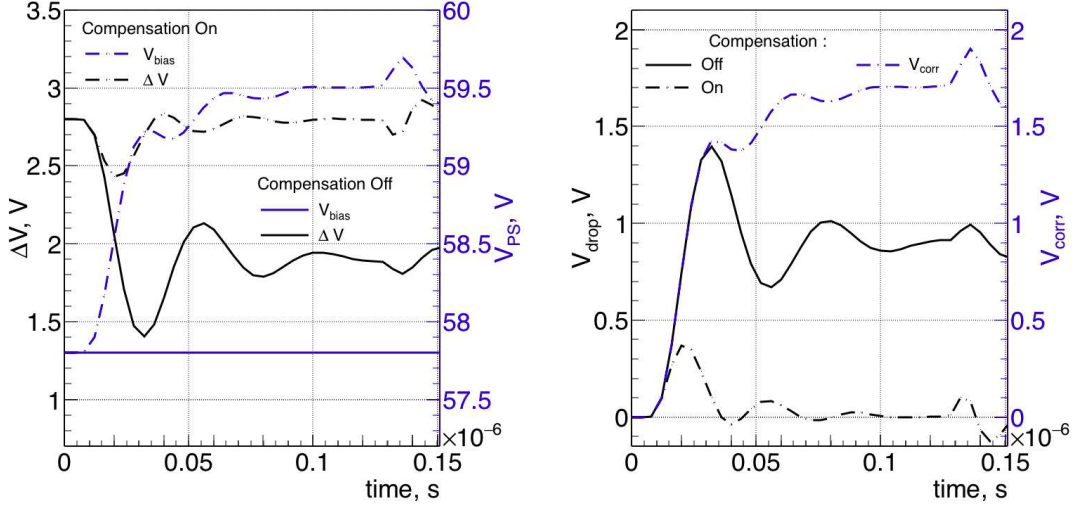 3.5
3
2.5
2
1.5
1
ΔV, V
Compensation On
V_bias
Δ V
Compensation Off
V_bias
Δ V
60
59.5
59
58.5
58
57.5
V_PS, V
×10⁻⁶
0 0.05 0.1 0.15
time, s
2
1.5
1
0.5
0
V_drop, V
Compensation :
Off
On
V_corr
2
1.5
1
0.5
0
V_corr, V
×10⁻⁶
0 0.05 0.1 0.15
time, s